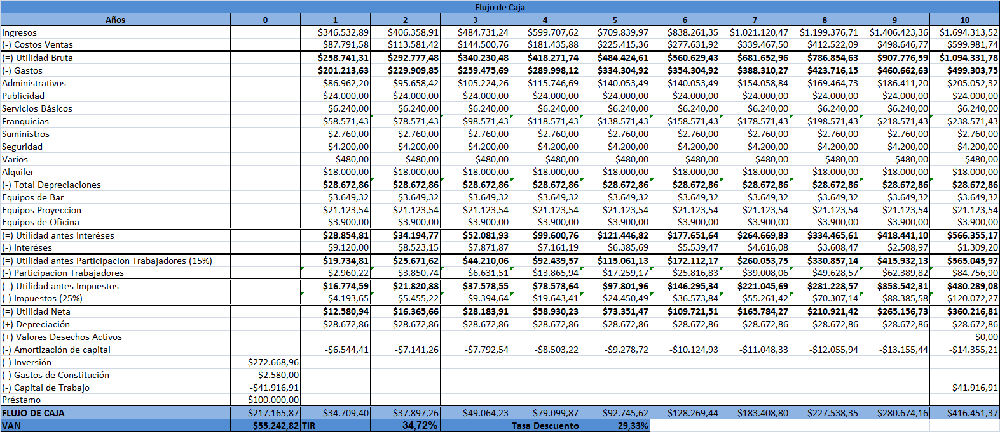 Flujo de Caja
Años 0 1 2 3 4 5 6 7 8 9 10
Ingresos $346.532,89 $406.358,91 $484.731,24 $599.707,62 $709.839,97 $838.261,35 $1.021.120,47 $1.199.376,71 $1.406.423,36 $1.694.313,52
(-) Costos Ventas $87.791,58 $113.581,42 $144.500,76 $181.435,88 $225.415,36 $277.631,92 $339.467,50 $412.522,09 $498.646,77 $599.981,74
(=) Utilidad Bruta $258.741,31 $292.777,48 $340.230,48 $418.271,74 $484.424,61 $560.629,43 $681.652,96 $786.854,63 $907.776,59 $1.094.331,78
(-) Gastos $201.213,63 $229.909,85 $259.475,69 $289.998,12 $334.304,92 $354.304,92 $388.310,27 $423.716,15 $460.662,63 $499.303,75
Administrativos $86.962,20 $95.658,42 $105.224,26 $115.746,69 $140.053,49 $140.053,49 $154.058,84 $169.464,73 $186.411,20 $205.052,32
Publicidad $24.000,00 $24.000,00 $24.000,00 $24.000,00 $24.000,00 $24.000,00 $24.000,00 $24.000,00 $24.000,00 $24.000,00
Servicios Básicos $6.240,00 $6.240,00 $6.240,00 $6.240,00 $6.240,00 $6.240,00 $6.240,00 $6.240,00 $6.240,00 $6.240,00
Franquicias $58.571,43 $78.571,43 $98.571,43 $118.571,43 $138.571,43 $158.571,43 $178.571,43 $198.571,43 $218.571,43 $238.571,43
Suministros $2.760,00 $2.760,00 $2.760,00 $2.760,00 $2.760,00 $2.760,00 $2.760,00 $2.760,00 $2.760,00 $2.760,00
Seguridad $4.200,00 $4.200,00 $4.200,00 $4.200,00 $4.200,00 $4.200,00 $4.200,00 $4.200,00 $4.200,00 $4.200,00
Varios $480,00 $480,00 $480,00 $480,00 $480,00 $480,00 $480,00 $480,00 $480,00 $480,00
Alquiler $18.000,00 $18.000,00 $18.000,00 $18.000,00 $18.000,00 $18.000,00 $18.000,00 $18.000,00 $18.000,00 $18.000,00
(-) Total Depreciaciones $28.672,86 $28.672,86 $28.672,86 $28.672,86 $28.672,86 $28.672,86 $28.672,86 $28.672,86 $28.672,86 $28.672,86
Equipos de Bar $3.649,32 $3.649,32 $3.649,32 $3.649,32 $3.649,32 $3.649,32 $3.649,32 $3.649,32 $3.649,32 $3.649,32
Equipos Proyeccion $21.123,54 $21.123,54 $21.123,54 $21.123,54 $21.123,54 $21.123,54 $21.123,54 $21.123,54 $21.123,54 $21.123,54
Equipos de Oficina $3.900,00 $3.900,00 $3.900,00 $3.900,00 $3.900,00 $3.900,00 $3.900,00 $3.900,00 $3.900,00 $3.900,00
(=) Utilidad antes Interéses $28.854,81 $34.194,77 $52.081,93 $99.600,76 $121.446,82 $177.651,64 $264.669,83 $334.465,61 $418.441,10 $566.355,17
(-) Interéses $9.120,00 $8.523,15 $7.871,87 $7.161,19 $6.385,69 $5.539,47 $4.616,08 $3.608,47 $2.508,97 $1.309,20
(=) Utilidad antes Participacion Trabajadores (15%) $19.734,81 $25.671,62 $44.210,06 $92.439,57 $115.061,13 $172.112,17 $260.053,75 $330.857,14 $415.932,13 $565.045,97
(-) Participacion Trabajadores $2.960,22 $3.850,74 $6.631,51 $13.865,94 $17.259,17 $25.816,83 $39.008,06 $49.628,57 $62.389,82 $84.756,90
(=) Utilidad antes Impuestos $16.774,59 $21.820,88 $37.578,55 $78.573,64 $97.801,96 $146.295,34 $221.045,69 $281.228,57 $353.542,31 $480.289,08
(-) Impuestos (25%) $4.193,65 $5.455,22 $9.394,64 $19.643,41 $24.450,49 $36.573,84 $55.261,42 $70.307,14 $88.385,58 $120.072,27
(=) Utilidad Neta $12.580,94 $16.365,66 $28.183,91 $58.930,23 $73.351,47 $109.721,51 $165.784,27 $210.921,42 $265.156,73 $360.216,81
(+) Depreciación $28.672,86 $28.672,86 $28.672,86 $28.672,86 $28.672,86 $28.672,86 $28.672,86 $28.672,86 $28.672,86 $28.672,86
(+) Valores Desechos Activos $0,00
(-) Amortización de capital -$6.544,41 -$7.141,26 -$7.792,54 -$8.503,22 -$9.278,72 -$10.124,93 -$11.048,33 -$12.055,94 -$13.155,44 -$14.355,21
(-) Inversión -$272.668,96
(-) Gastos de Constitución -$2.580,00
(-) Capital de Trabajo -$41.916,91 $41.916,91
Préstamo $100.000,00
FLUJO DE CAJA -$217.165,87 $34.709,40 $37.897,26 $49.064,23 $79.099,87 $92.745,62 $128.269,44 $183.408,80 $227.538,35 $280.674,16 $416.451,37
VAN $55.242,82 TIR 34,72% Tasa Descuento 29,33%